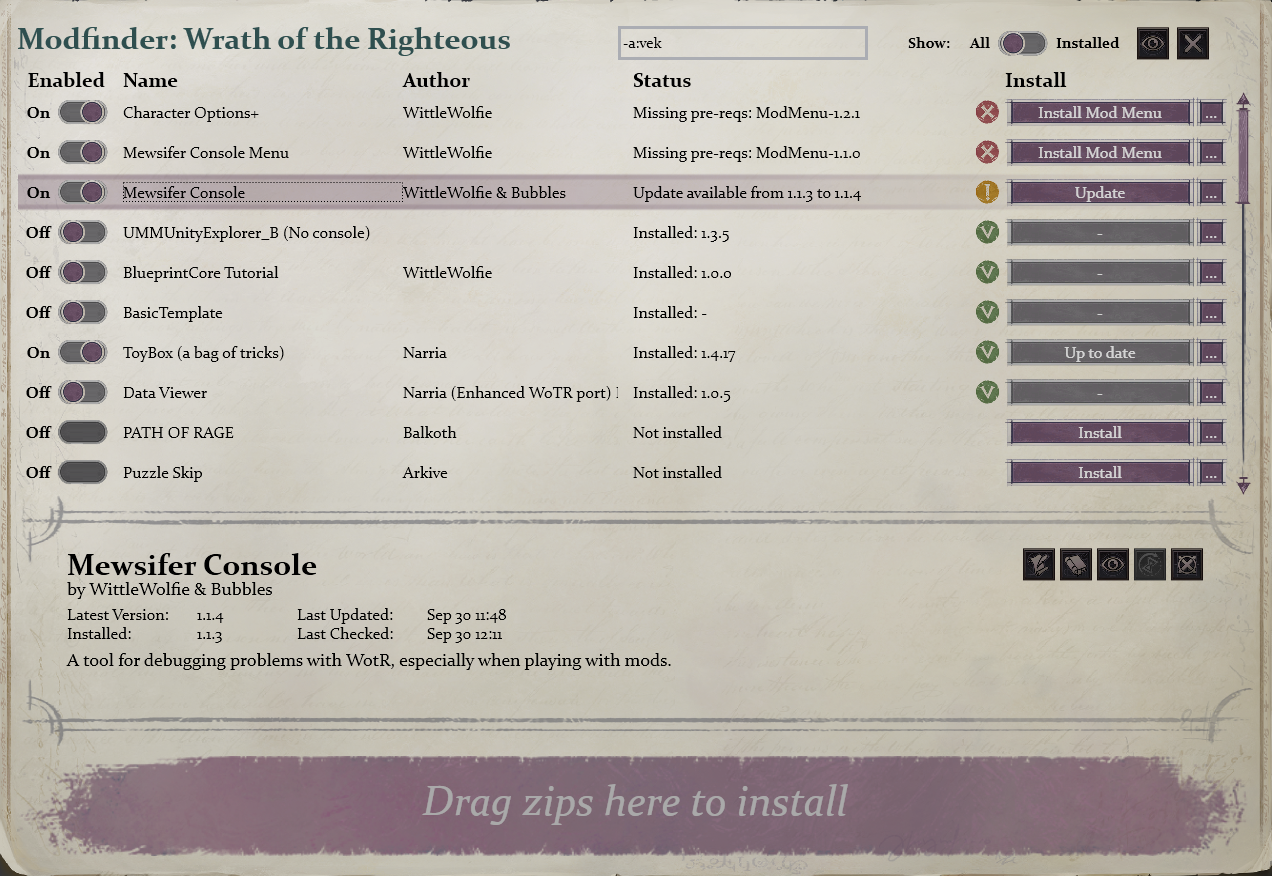 Modfinder: Wrath of the Righteous -a:vek Show: All Installed
Enabled Name Author Status Install
On Character Options+ WittleWolfie Missing pre-reqs: ModMenu-1.2.1 Install Mod Menu ...
On Mewsifer Console Menu WittleWolfie Missing pre-reqs: ModMenu-1.1.0 Install Mod Menu ...
On Mewsifer Console WittleWolfie & Bubbles Update available from 1.1.3 to 1.1.4 Update ...
Off UMMUnityExplorer_B (No console) Installed: 1.3.5 - ...
Off BlueprintCore Tutorial WittleWolfie Installed: 1.0.0 - ...
Off BasicTemplate Installed: - - ...
On ToyBox (a bag of tricks) Narria Installed: 1.4.17 Up to date ...
Off Data Viewer Narria (Enhanced WoTR port) Installed: 1.0.5 - ...
Off PATH OF RAGE Balkoth Not installed Install ...
Off Puzzle Skip Arkive Not installed Install ...
Mewsifer Console
by WittleWolfie & Bubbles
Latest Version: 1.1.4 Last Updated: Sep 30 11:48
Installed: 1.1.3 Last Checked: Sep 30 12:11
A tool for debugging problems with WotR, especially when playing with mods.
Drag zips here to install